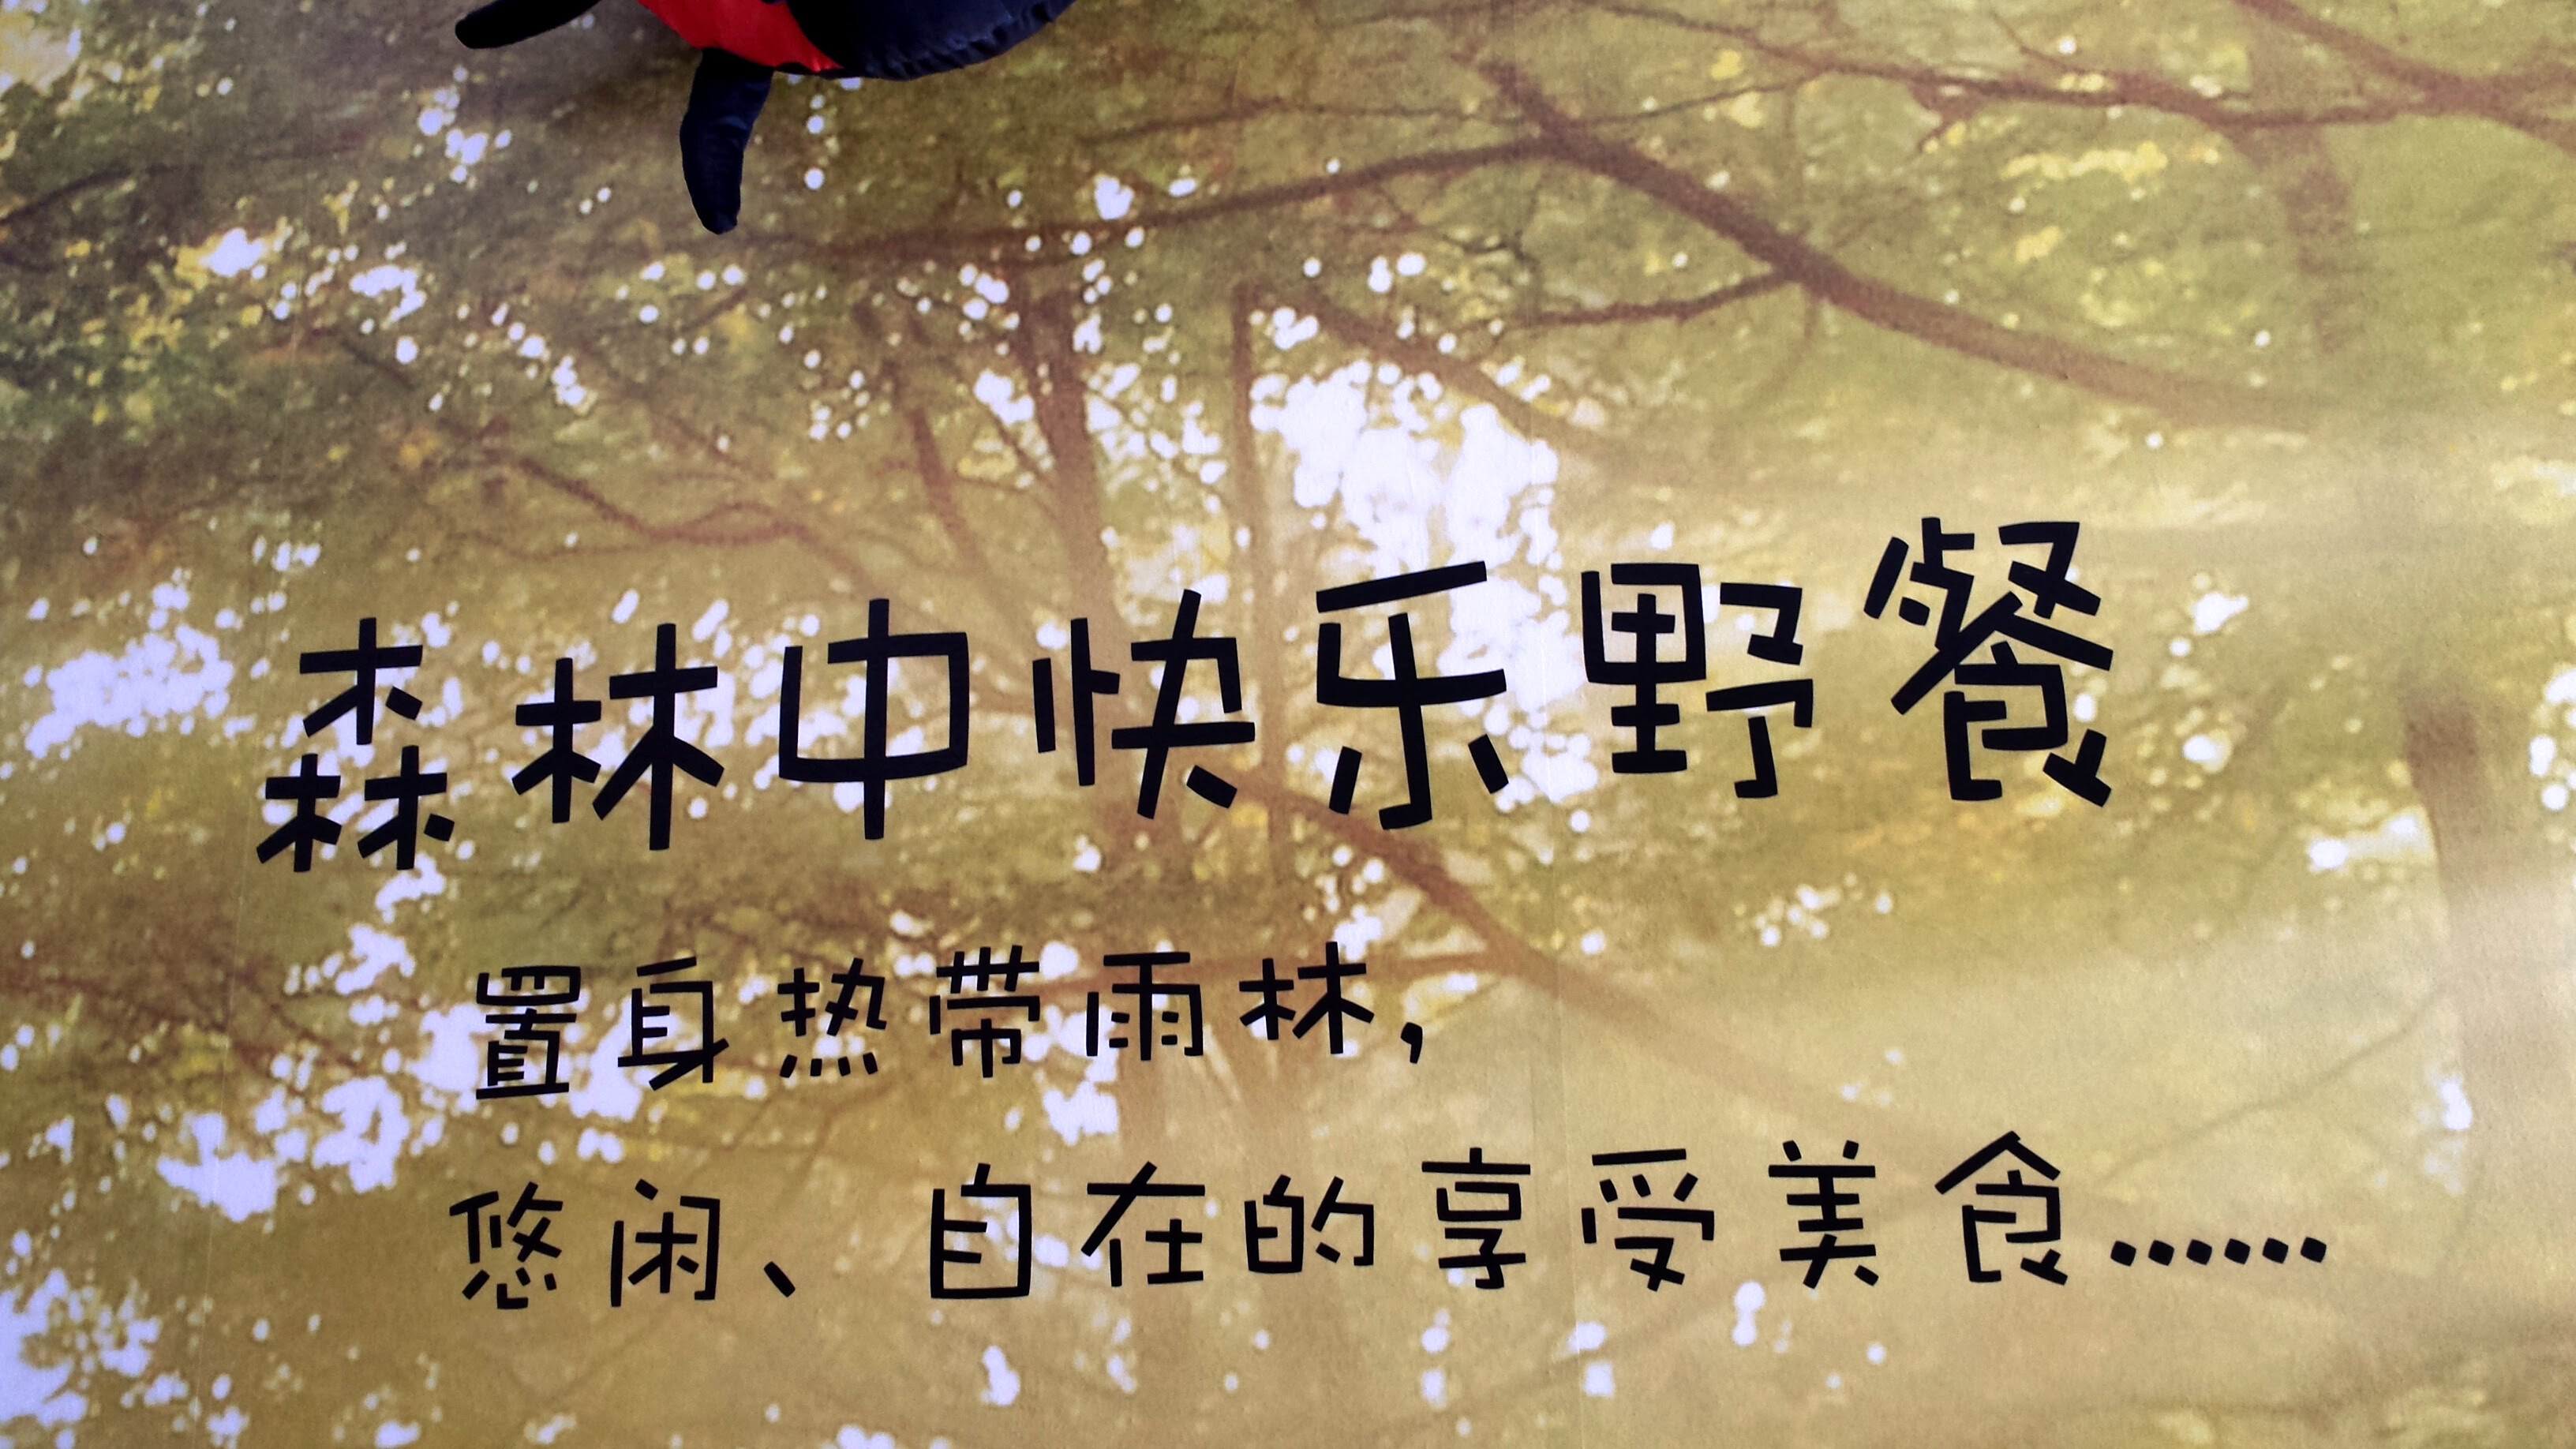 森林中快乐野餐
置身热带雨林，
悠闲、自在的享受美食……